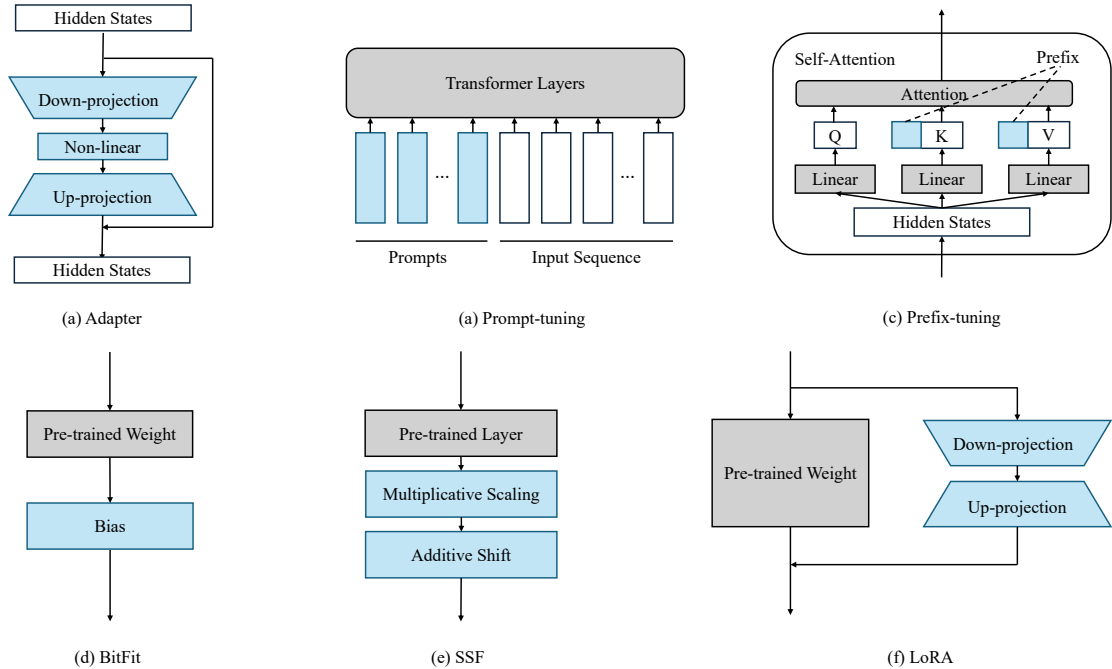 Hidden States
Down-projection
Non-linear
Up-projection
Hidden States
(a) Adapter
Transformer Layers
...
...
Prompts
Input Sequence
(a) Prompt-tuning
Self-Attention
Prefix
Attention
Q
K
V
Linear
Linear
Linear
Hidden States
(c) Prefix-tuning
Pre-trained Weight
Bias
(d) BitFit
Pre-trained Layer
Multiplicative Scaling
Additive Shift
(e) SSF
Pre-trained Weight
Down-projection
Up-projection
(f) LoRA